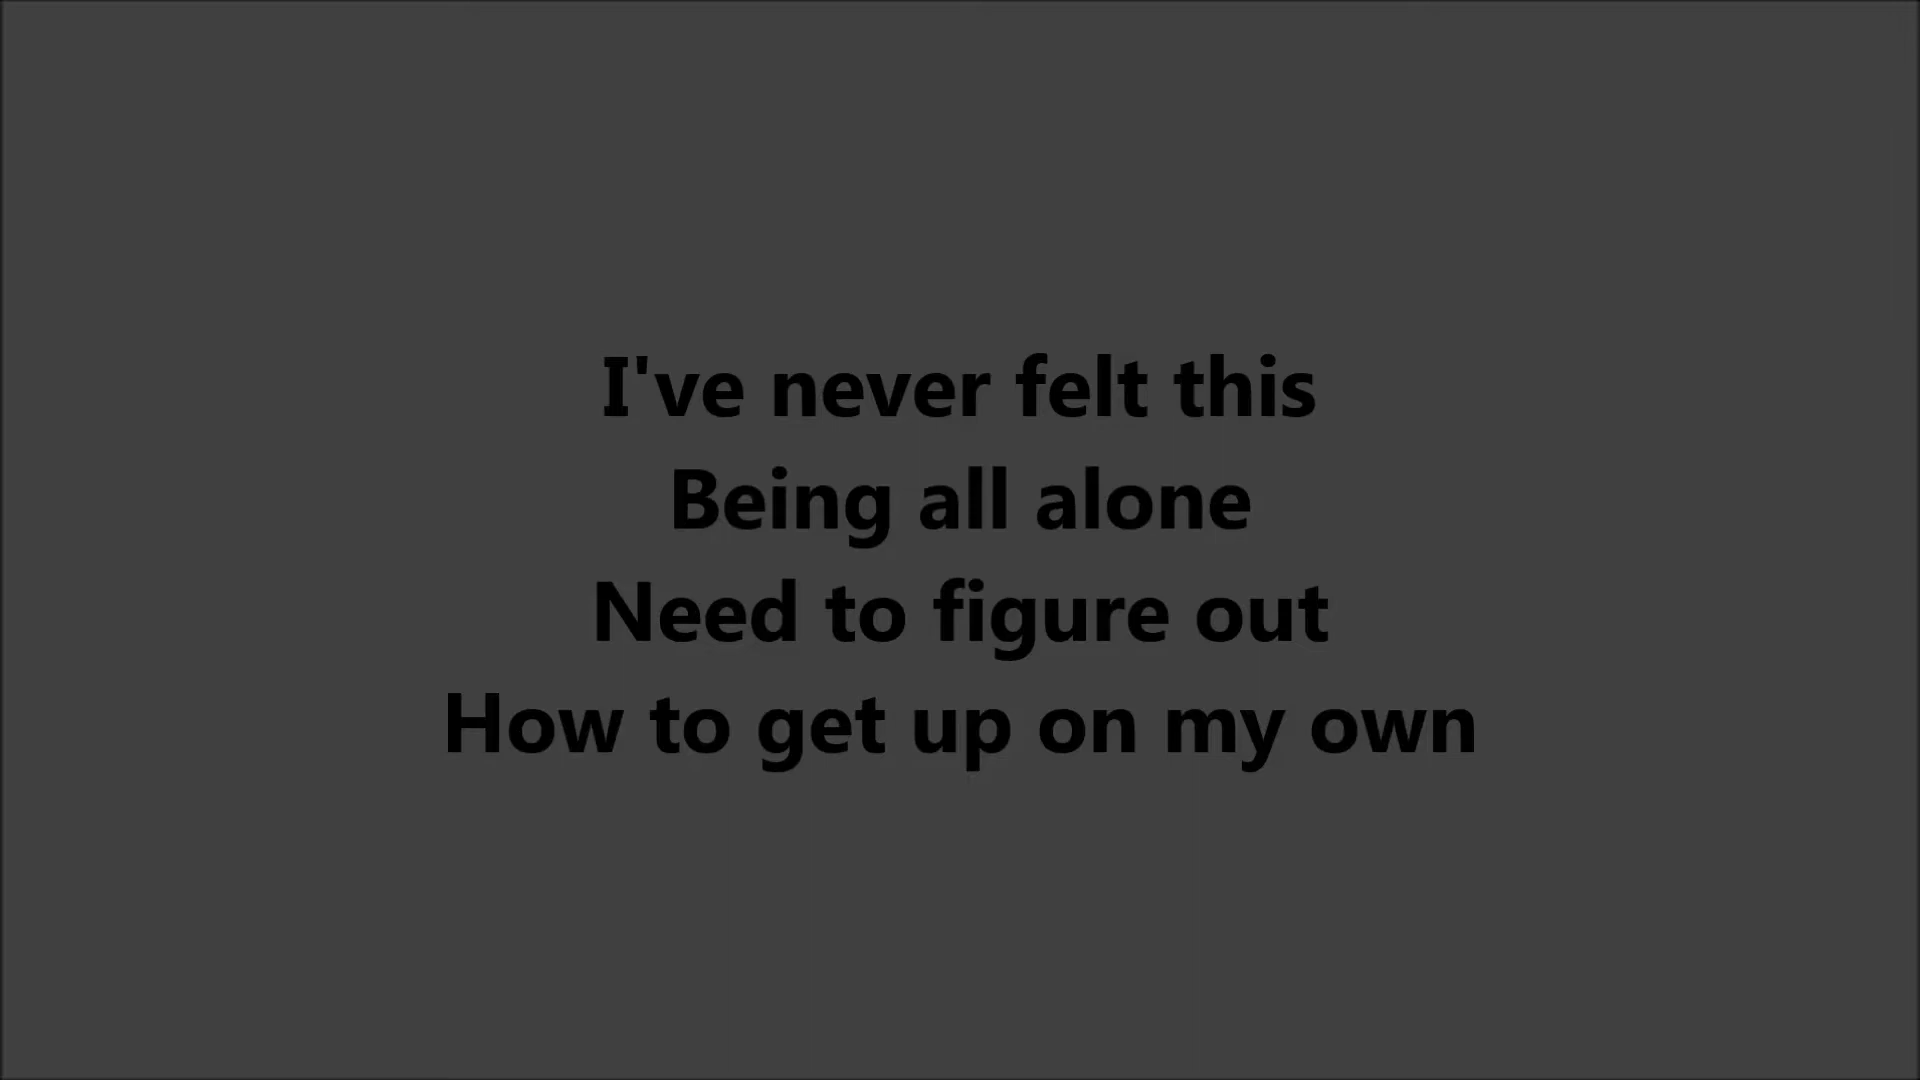 I've never felt this
Being all alone
Need to figure out
How to get up on my own